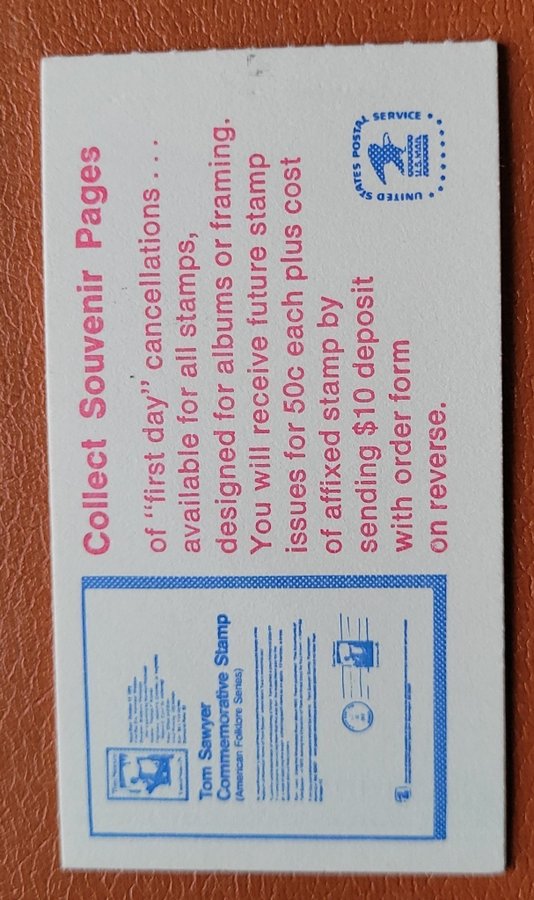 Collect Souvenir Pages
of “first day” cancellations....
available for all stamps,
designed for albums or framing.
You will receive future stamp
issues for 50c each plus cost
of affixed stamp by
sending $10 deposit
with order form
on reverse.
UNITED STATES POSTAL SERVICE
U.S.MAIL
Tom Sawyer
Commemorative Stamp
(American Folklore Series)